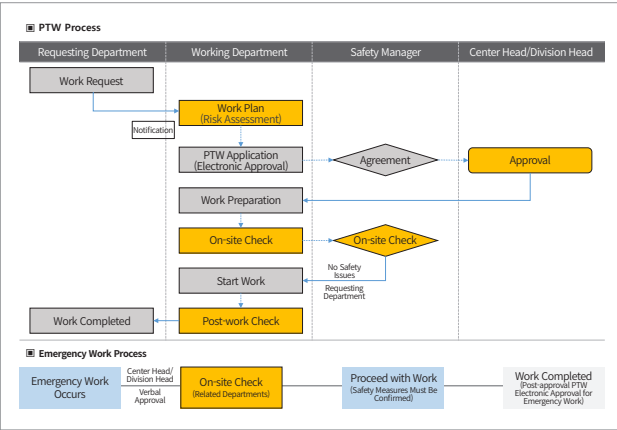 ▣ PTW Process
Requesting Department
Working Department
Safety Manager
Center Head/Division Head
Work Request
Work Plan
(Risk Assessment)
Notification
PTW Application
(Electronic Approval)
Agreement
Approval
Work Preparation
On-site Check
On-site Check
No Safety
Issues
Start Work
Requesting
Department
Work Completed
Post-work Check
▣ Emergency Work Process
Emergency Work
Occurs
Center Head/
Division Head
Verbal
Approval
On-site Check
(Related Departments)
Proceed with Work
(Safety Measures Must Be
Confirmed)
Work Completed
(Post-approval PTW
Electronic Approval for
Emergency Work)